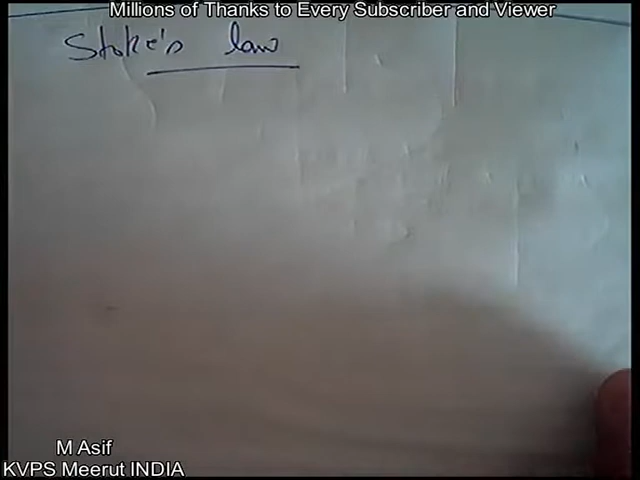 Millions of Thanks to Every Subscriber and Viewer
Stoke's law
M Asif
KVPS Meerut INDIA